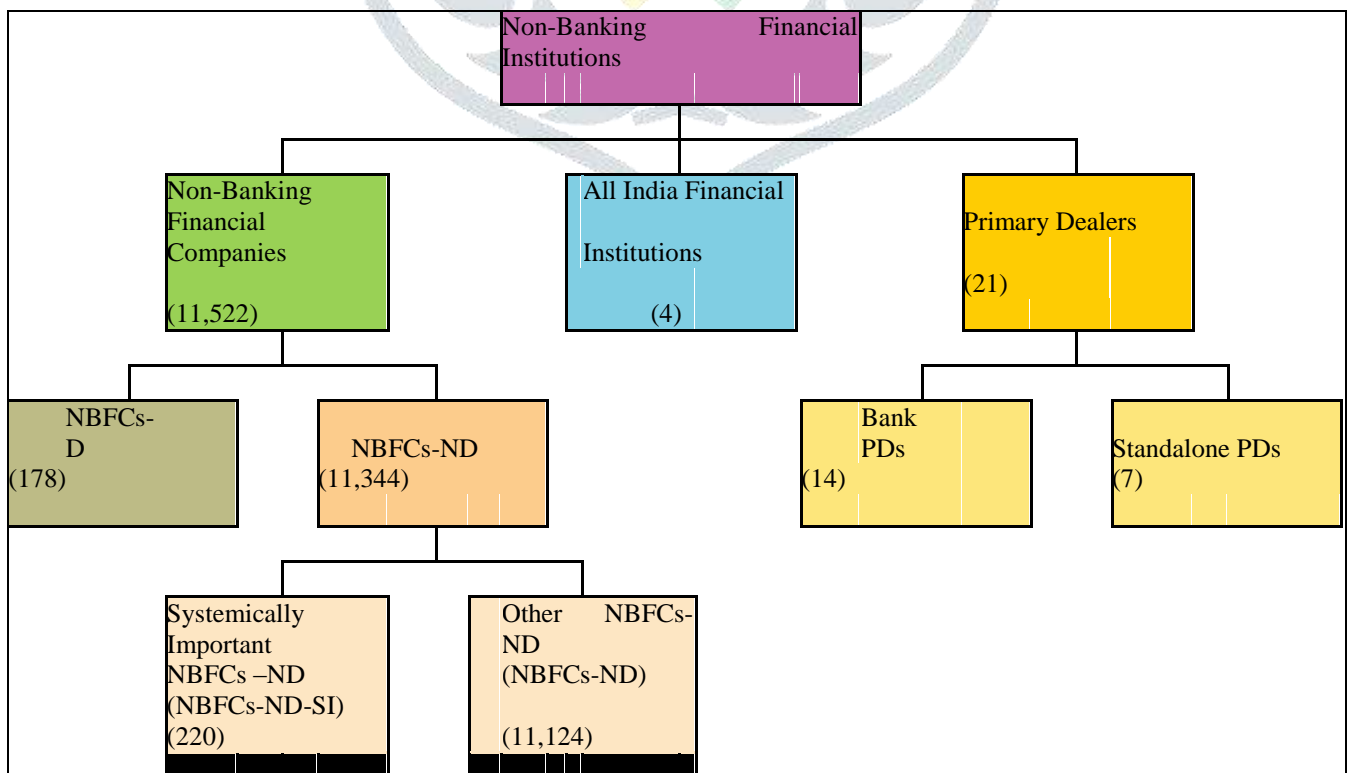 Non-Banking Financial
Institutions
Non-Banking
Financial
Companies
(11,522)
All India Financial
Institutions
(4)
Primary Dealers
(21)
NBFCs-
D
(178)
NBFCs-ND
(11,344)
Bank
PDs
(14)
Standalone PDs
(7)
Systemically
Important
NBFCs –ND
(NBFCs-ND-SI)
(220)
Other NBFCs-
ND
(NBFCs-ND)
(11,124)